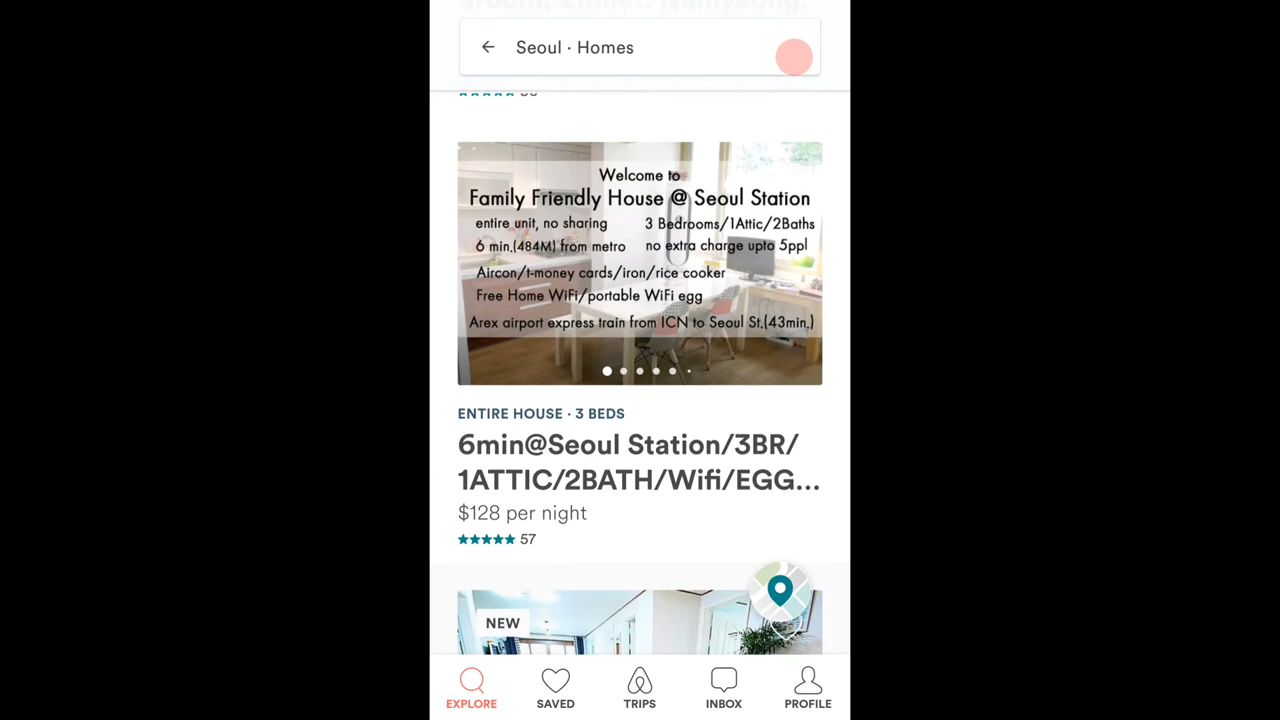 Seoul · Homes
Welcome to
Family Friendly House @ Seoul Station
entire unit, no sharing
3 Bedrooms/1Attic/2Baths
6 min.(484M) from metro
no extra charge upto 5ppl
Aircon/t-money cards/iron/rice cooker
Free Home WiFi/portable WiFi egg
Arex airport express train from ICN to Seoul St.(43min.)
ENTIRE HOUSE · 3 BEDS
6min@Seoul Station/3BR/
1ATTIC/2BATH/Wifi/EGG...
$128 per night
57
NEW
EXPLORE
SAVED
TRIPS
INBOX
PROFILE